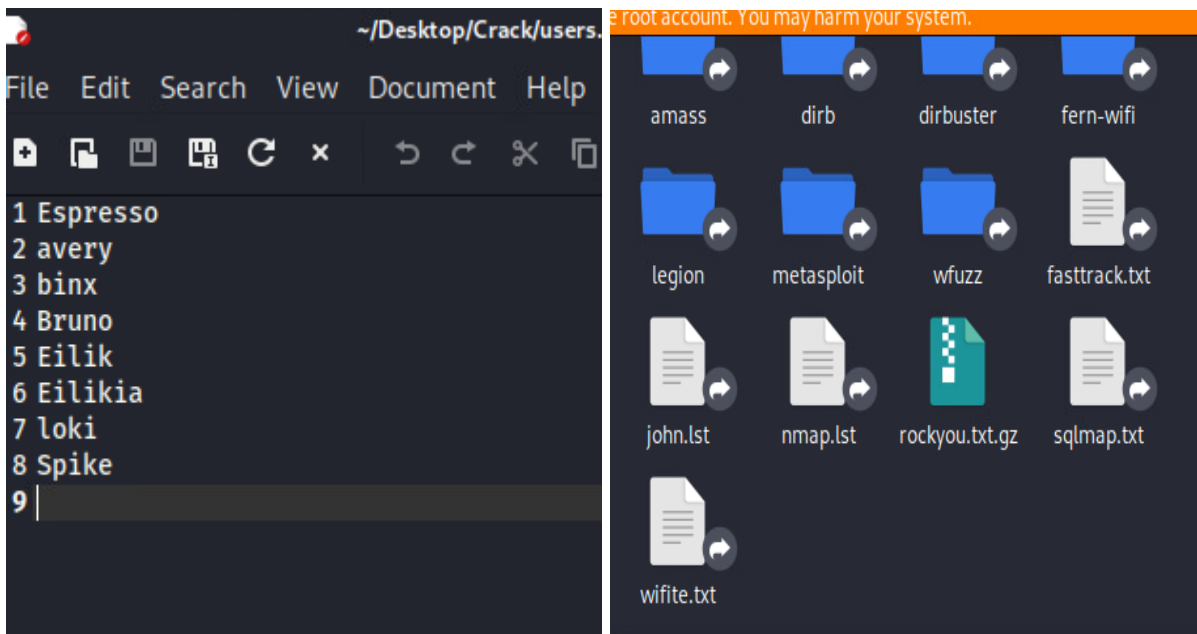 ~/Desktop/Crack/users.
File Edit Search View Document Help
1 Espresso
2 avery
3 binx
4 Bruno
5 Eilik
6 Eilikia
7 loki
8 Spike
9
root account. You may harm your system.
amass dirb dirbuster fern-wifi
legion metasploit wfuzz fasttrack.txt
john.lst nmap.lst rockyou.txt.gz sqlmap.txt
wifite.txt